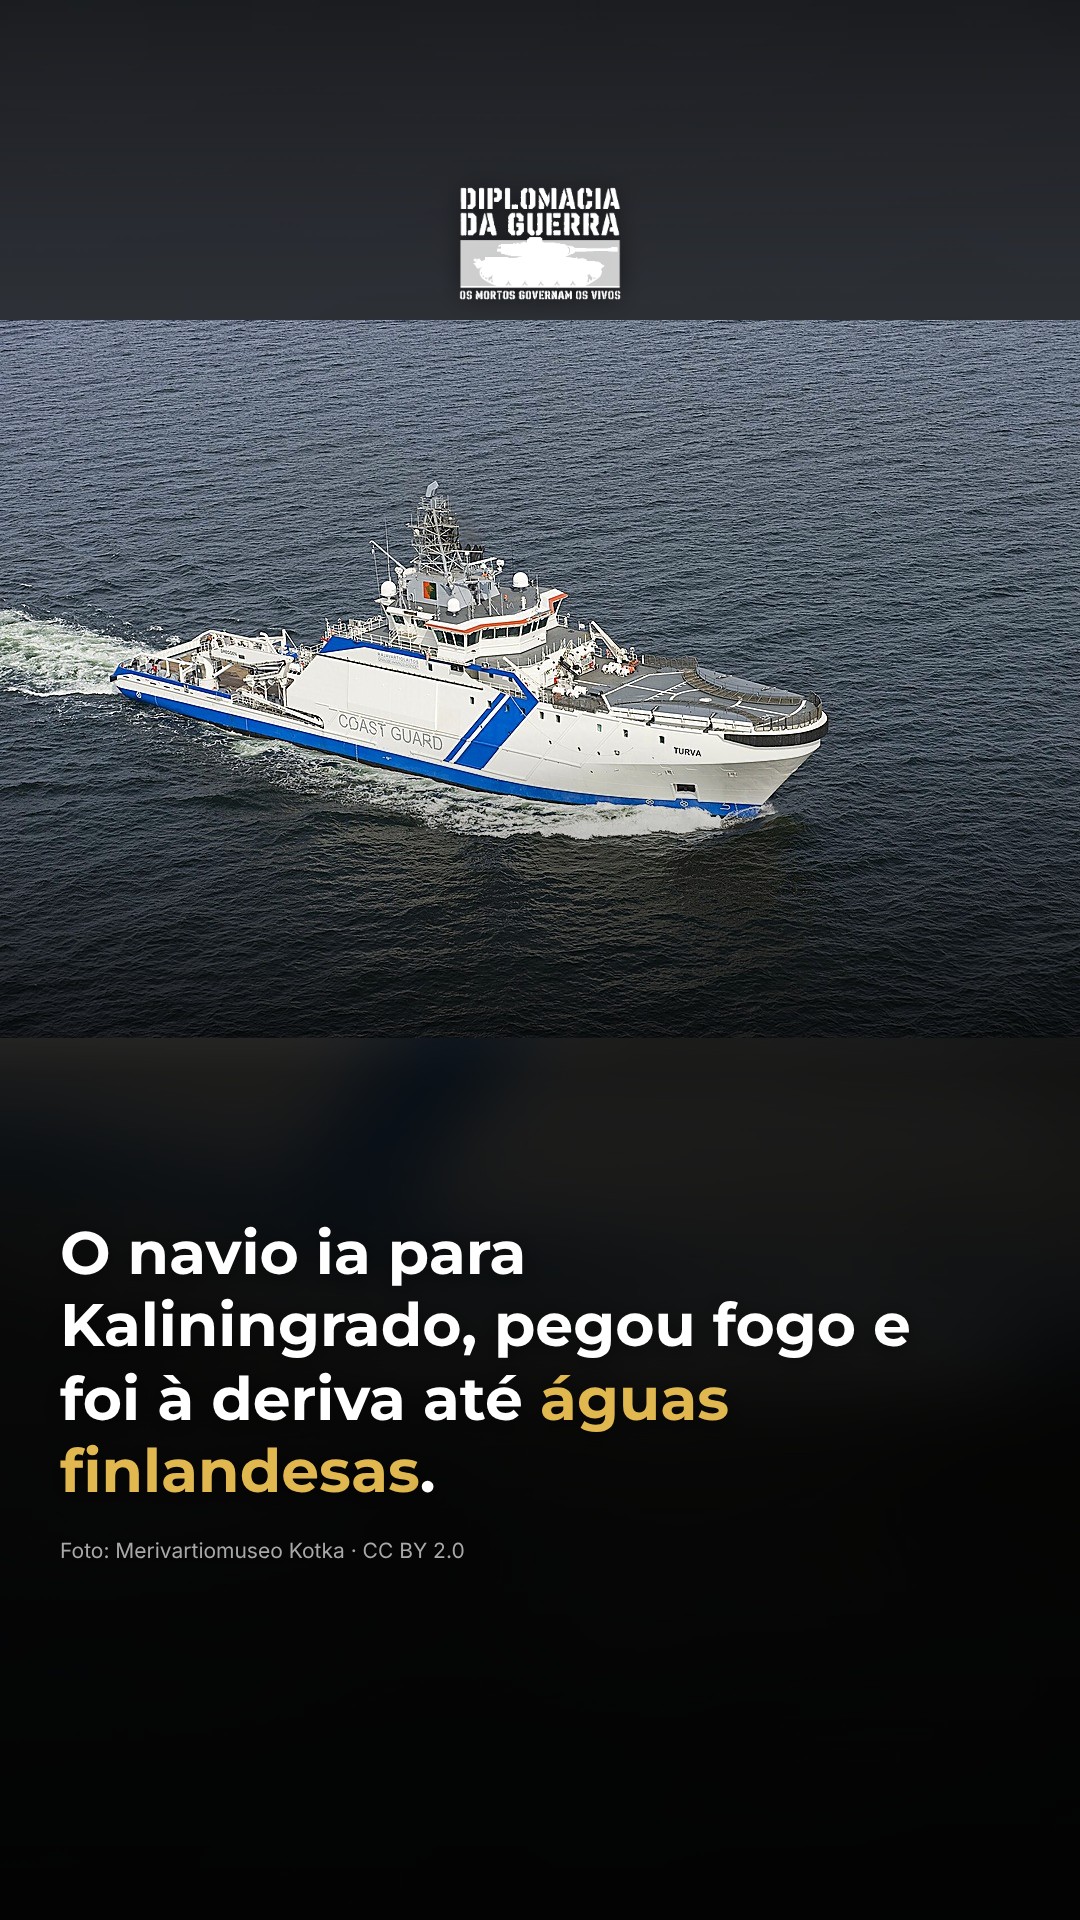 DIPLOMACIA
DA GUERRA
OS MORTOS GOVERNAM OS VIVOS
COAST GUARD
TURVA
O navio ia para
Kaliningrado, pegou fogo e
foi à deriva até águas
finlandesas.
Foto: Merivartiomuseo Kotka · CC BY 2.0